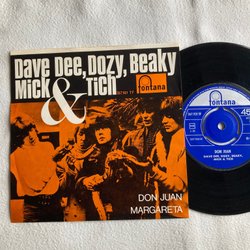 Dave Dee, Dozy, Beaky
Mick & Tich
fontana
DON JUAN
MARGARETA
fontana
45
DON JUAN
DAVE DEE, DOZY, BEAKY,
MICK & TICH